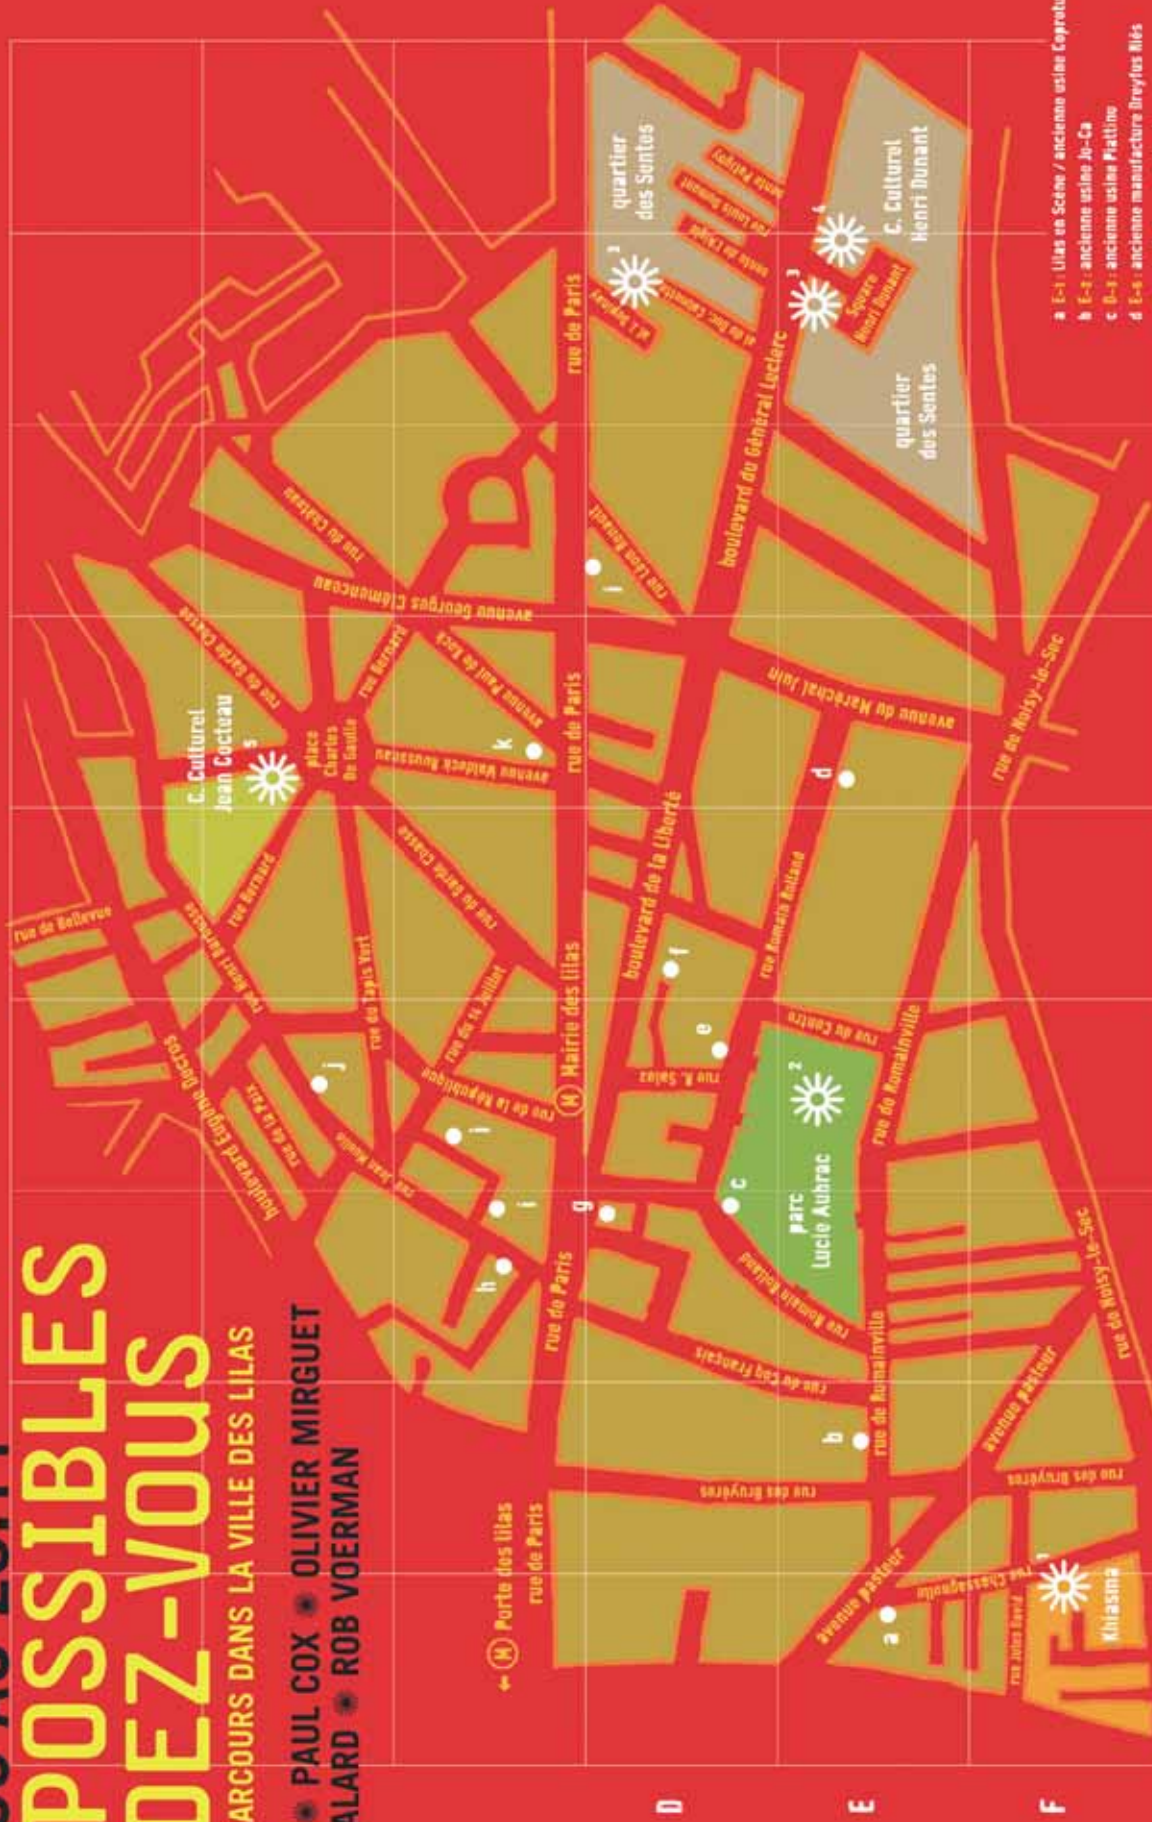 POSSIBLES
DEZ-VOUS
ARCOURS DANS LA VILLE DES LILAS
PAUL COX ✺ OLIVIER MIRGUET
ALARD ✺ ROB VOERMAN
rue de Bellevue
boulevard Eugène Ducros
rue Henri Barbusse
rue de la Paix
rue Bernard
C. Culturel
Jean Cocteau
5
rue du Garde Chasse
place
Charles
De Gaulle
rue Bernard
rue du Château
avenue Georges Clémenceau
avenue Paul de Kock
avenue Waldeck Rousseau
k
rue du Garde Chasse
rue du Tapis Vert
rue du 14 Juillet
rue de la République
j
i
i
h
← M Porte des lilas
rue de Paris
rue de Paris
M Mairie des lilas
rue de Paris
rue de Paris
g
rue Léon Renault
quartier
des Sentes
3
rue Louis Dumont
boulevard de la Liberté
boulevard du Général Leclerc
f
e
rue Romain Rolland
rue du Centre
avenue du Maréchal Juin
d
3
4
Square
Henri Dunant
C. Culturel
Henri Dunant
quartier
des Sentes
c
parc
Lucie Aubrac
2
rue Romain Rolland
rue du Coq Français
rue des Bruyères
b
rue de Romainville
rue de Romainville
avenue pasteur
avenue pasteur
a
rue Chassagnolle
rue Jules David
rue des Bruyères
1
Khiasma
rue de Noisy-le-Sec
rue de Noisy-le-Sec
D
E
F
a E-1 : Lilas en Scène / ancienne usine
b E-2 : ancienne usine Jo-Ca
c D-3 : ancienne usine Piattino
ancienne manufacture Dreyfus